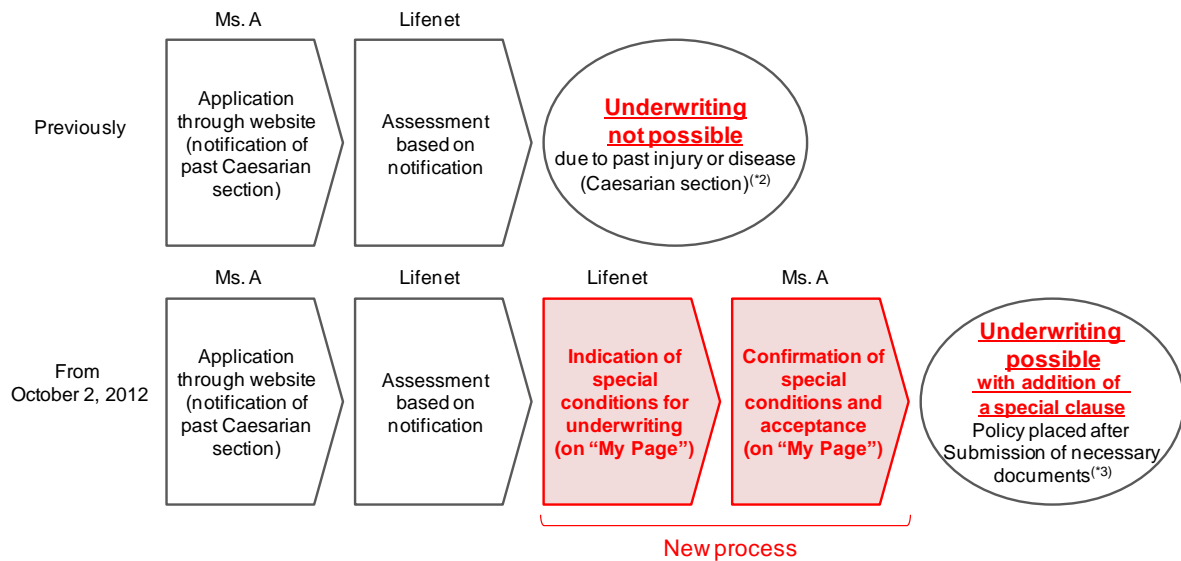 Ms. A
Lifenet
Previously
Application
through website
(notification of
past Caesarian
section)
Assessment
based on
notification
Underwriting
not possible
due to past injury or disease
(Caesarian section)(*2)
Ms. A
Lifenet
Lifenet
Ms. A
From
October 2, 2012
Application
through website
(notification of
past Caesarian
section)
Assessment
based on
notification
Indication of
special
conditions for
underwriting
(on “My Page”)
Confirmation of
special
conditions and
acceptance
(on “My Page”)
Underwriting
possible
with addition of
a special clause
Policy placed after
Submission of necessary
documents(*3)
New process